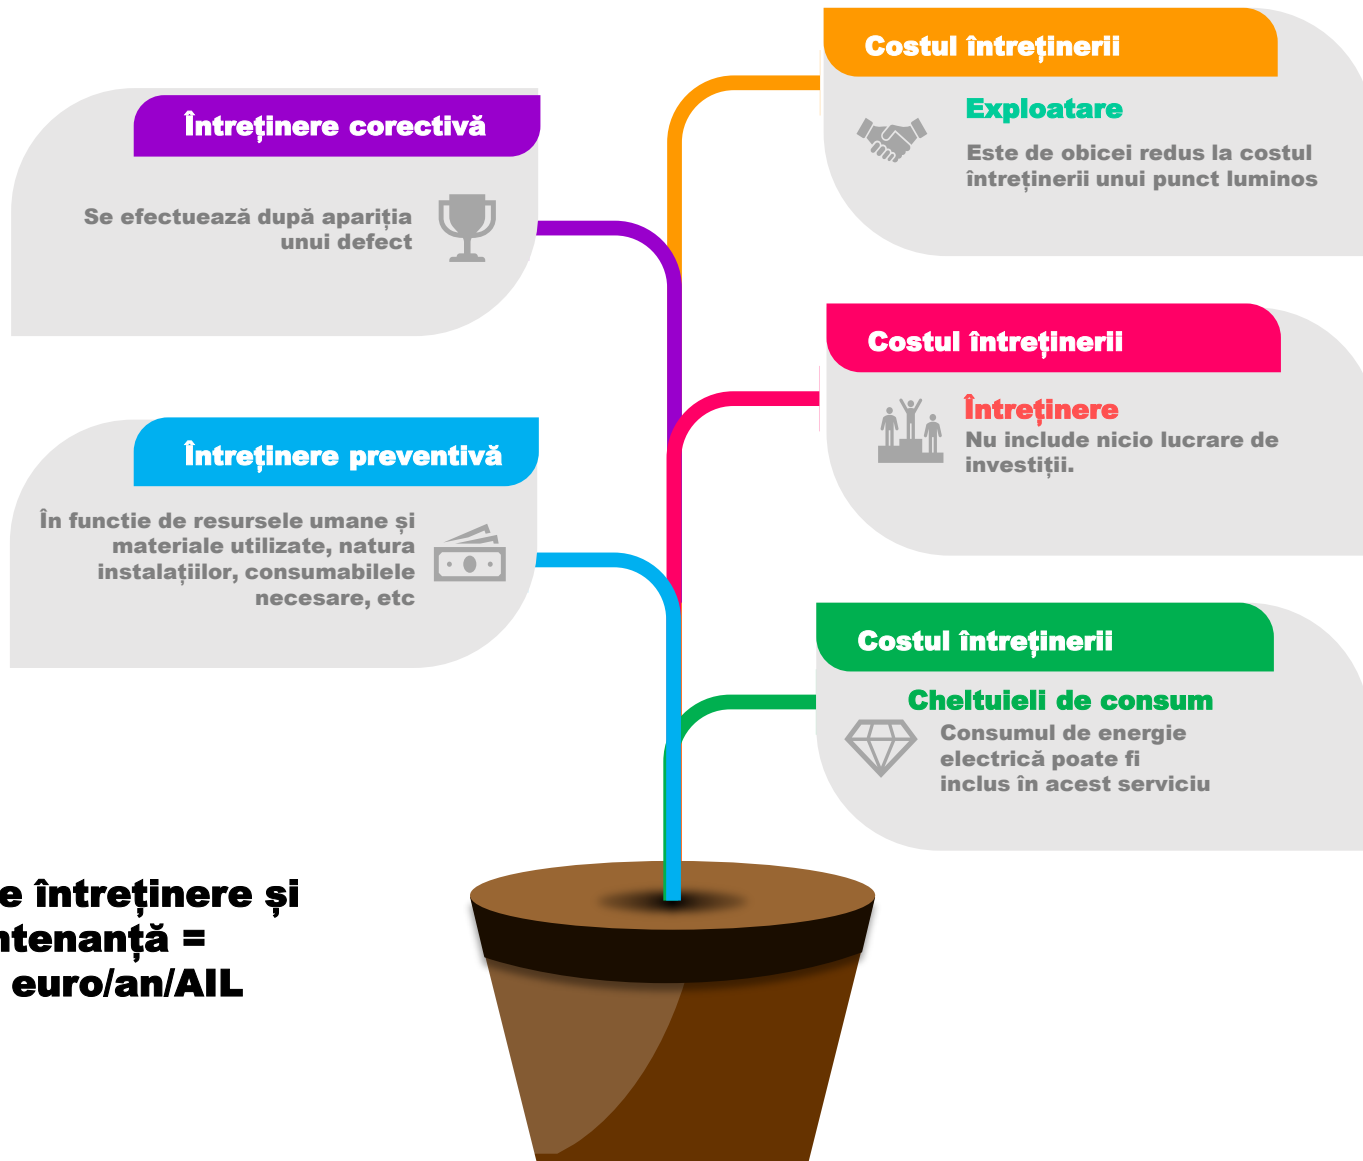 Întreținere corectivă
Se efectuează după apariția
unui defect
Întreținere preventivă
În functie de resursele umane și
materiale utilizate, natura
instalațiilor, consumabilele
necesare, etc
Costul întreținerii
Exploatare
Este de obicei redus la costul
întreținerii unui punct luminos
Costul întreținerii
Întreținere
Nu include nicio lucrare de
investiții.
Costul întreținerii
Cheltuieli de consum
Consumul de energie
electrică poate fi
inclus în acest serviciu
întreținere și
=
euro/an/AIL